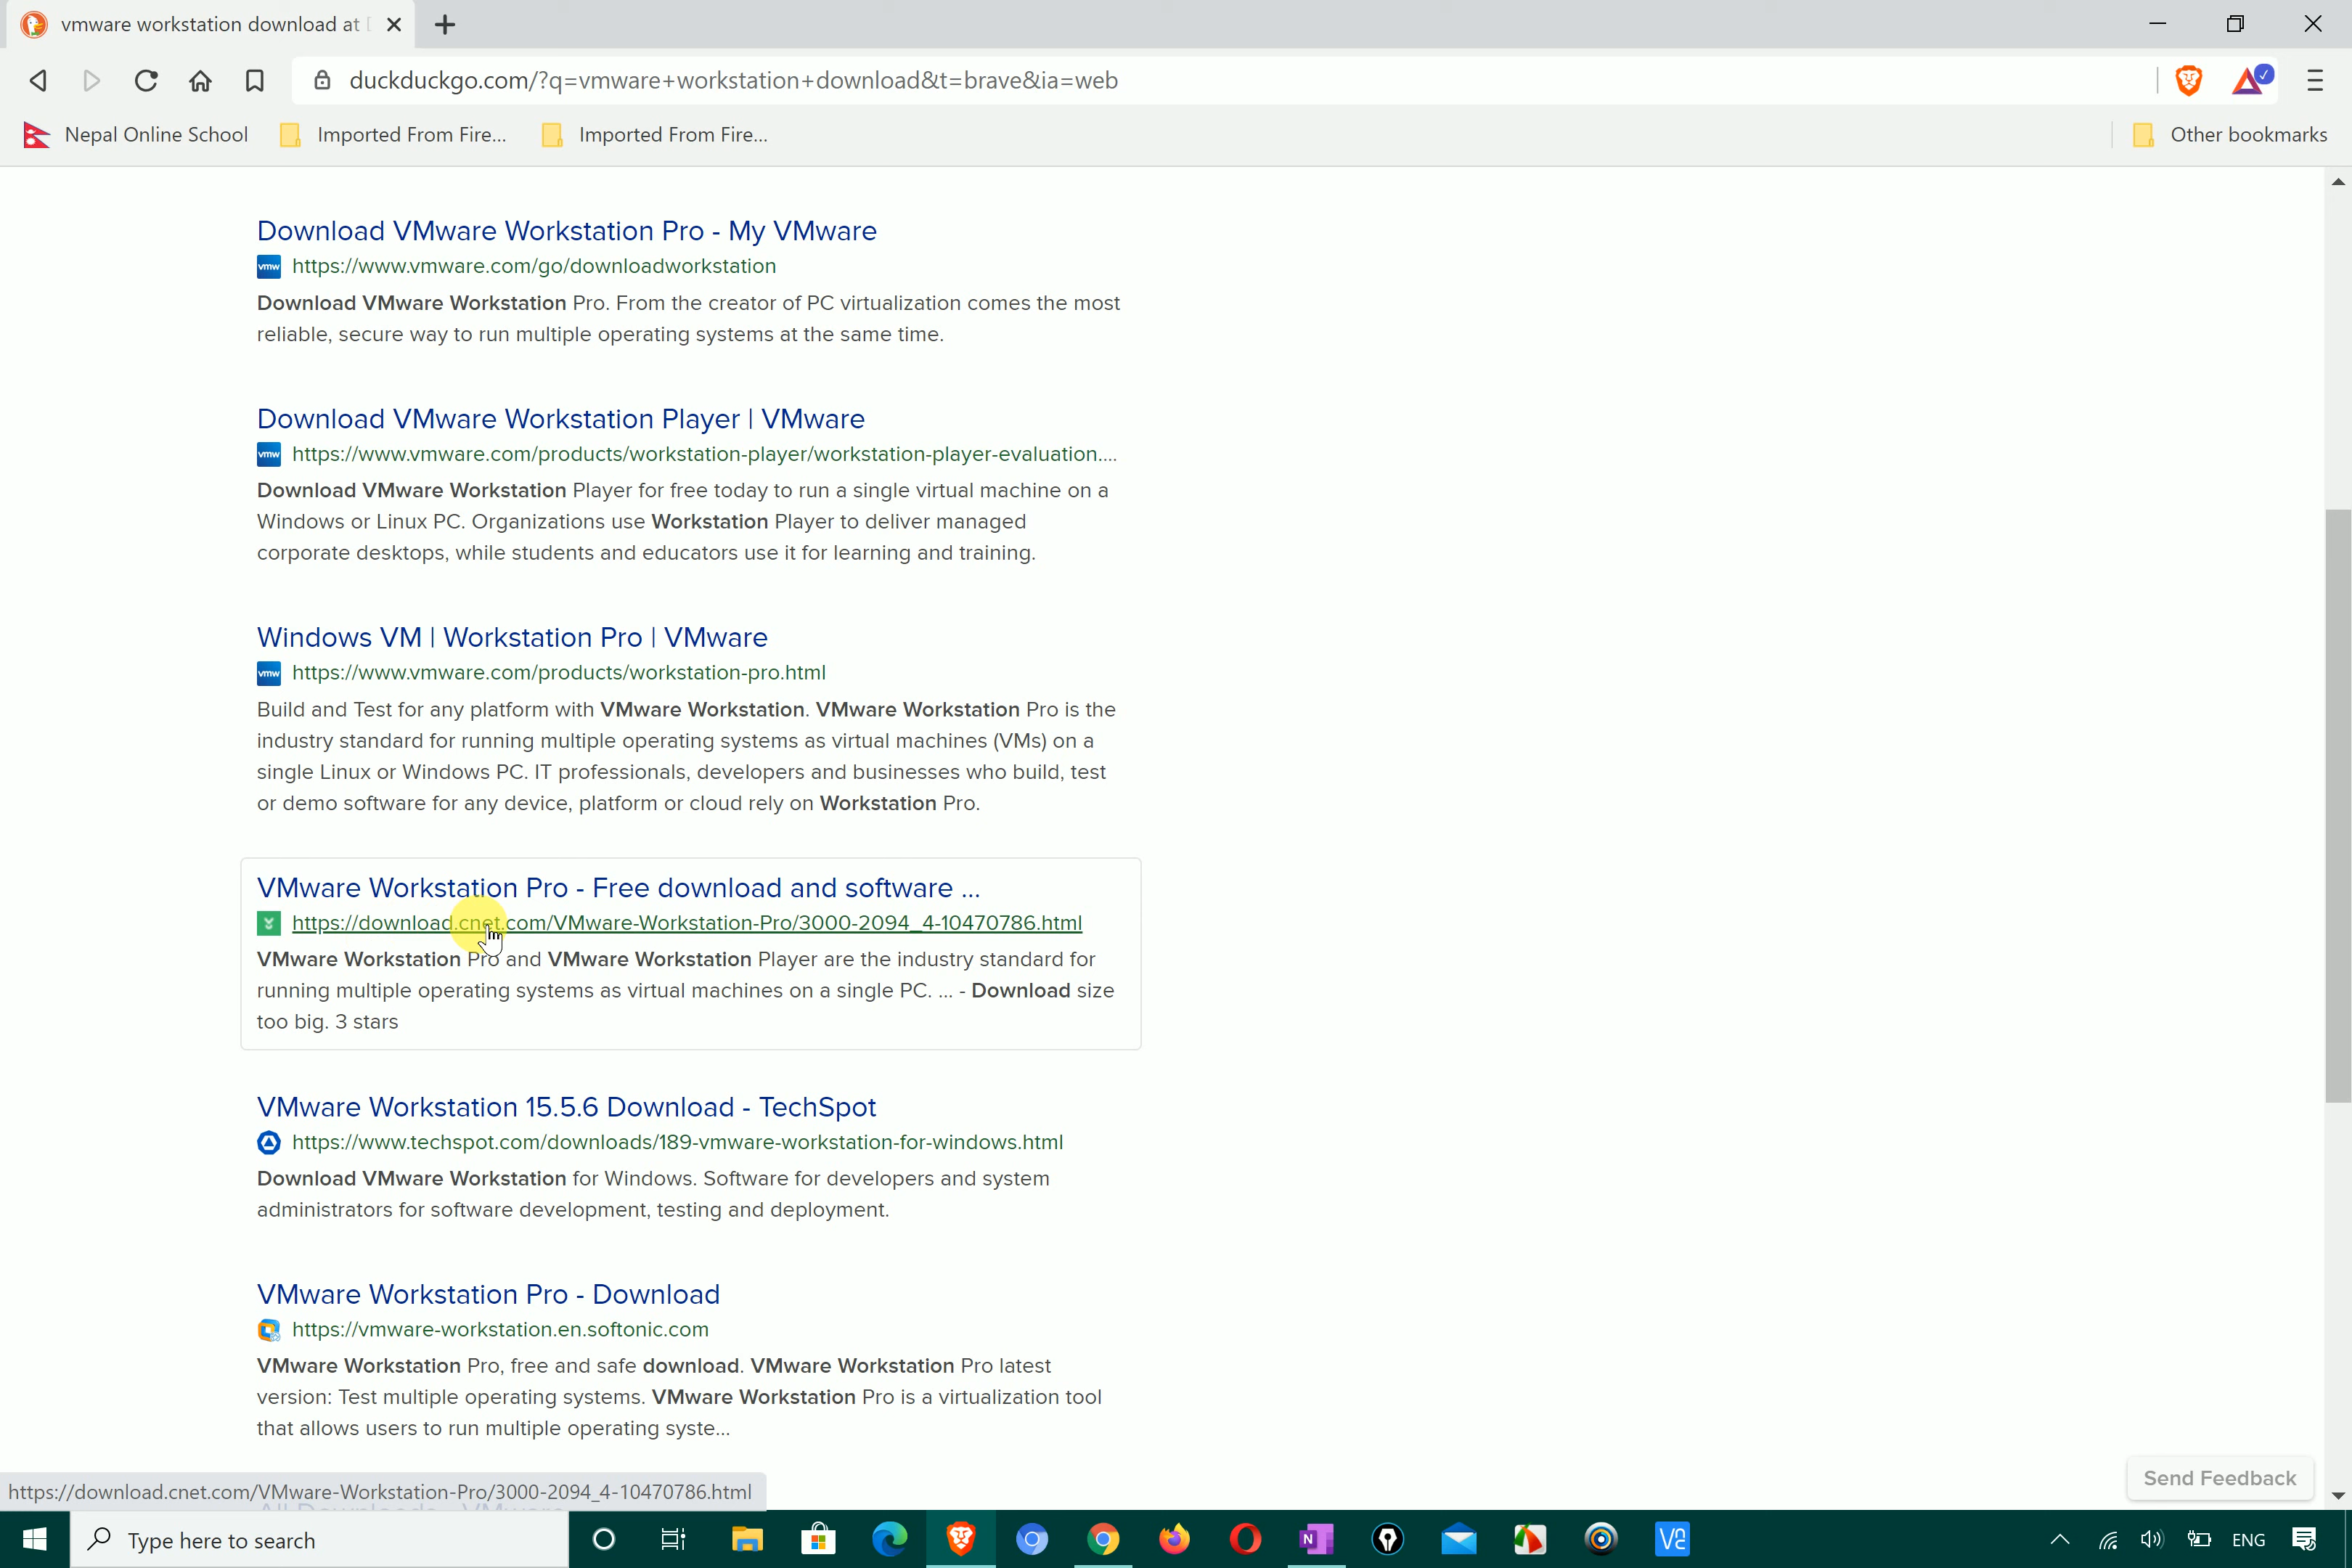 vmware workstation download at
duckduckgo.com/?q=vmware+workstation+download&t=brave&ia=web
Nepal Online School
Imported From Fire...
Imported From Fire...
Other bookmarks
Download VMware Workstation Pro - My VMware
vmw https://www.vmware.com/go/downloadworkstation
Download VMware Workstation Pro. From the creator of PC virtualization comes the most
reliable, secure way to run multiple operating systems at the same time.
Download VMware Workstation Player | VMware
vmw https://www.vmware.com/products/workstation-player/workstation-player-evaluation....
Download VMware Workstation Player for free today to run a single virtual machine on a
Windows or Linux PC. Organizations use Workstation Player to deliver managed
corporate desktops, while students and educators use it for learning and training.
Windows VM | Workstation Pro | VMware
vmw https://www.vmware.com/products/workstation-pro.html
Build and Test for any platform with VMware Workstation. VMware Workstation Pro is the
industry standard for running multiple operating systems as virtual machines (VMs) on a
single Linux or Windows PC. IT professionals, developers and businesses who build, test
or demo software for any device, platform or cloud rely on Workstation Pro.
VMware Workstation Pro - Free download and software ...
https://download.cnet.com/VMware-Workstation-Pro/3000-2094_4-10470786.html
VMware Workstation Pro and VMware Workstation Player are the industry standard for
running multiple operating systems as virtual machines on a single PC. ... - Download size
too big. 3 stars
VMware Workstation 15.5.6 Download - TechSpot
https://www.techspot.com/downloads/189-vmware-workstation-for-windows.html
Download VMware Workstation for Windows. Software for developers and system
administrators for software development, testing and deployment.
VMware Workstation Pro - Download
https://vmware-workstation.en.softonic.com
VMware Workstation Pro, free and safe download. VMware Workstation Pro latest
version: Test multiple operating systems. VMware Workstation Pro is a virtualization tool
that allows users to run multiple operating syste...
Send Feedback
https://download.cnet.com/VMware-Workstation-Pro/3000-2094_4-10470786.html
All Downloads - VMware
Type here to search
N
ENG